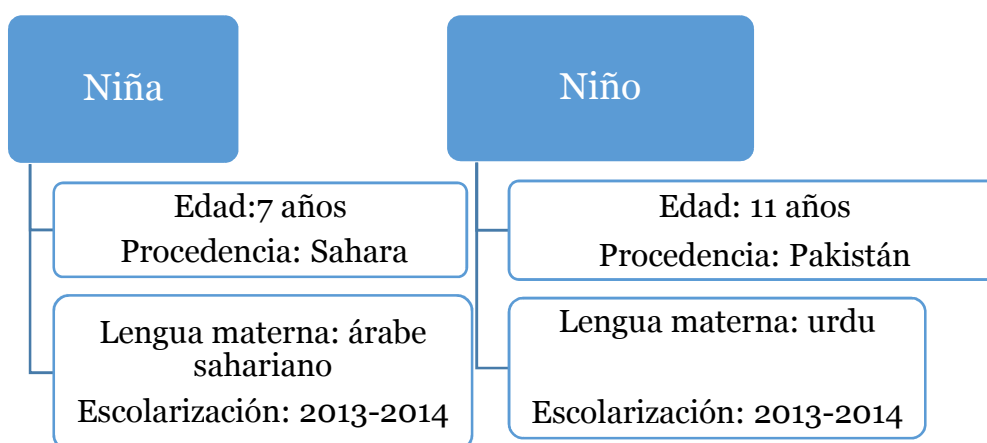 Niña
Edad:7 años
Procedencia: Sahara
Lengua materna: árabe
sahariano
Escolarización: 2013-2014
Niño
Edad: 11 años
Procedencia: Pakistán
Lengua materna: urdu
Escolarización: 2013-2014